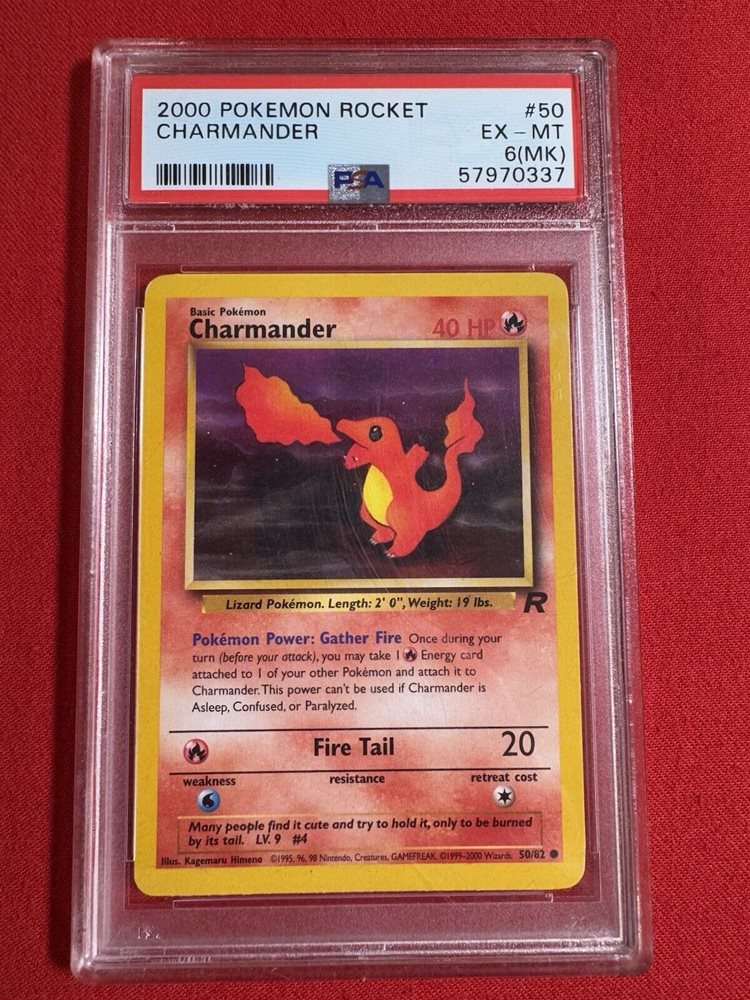 2000 POKEMON ROCKET #50
CHARMANDER EX - MT
6(MK)
PSA 57970337
Basic Pokémon
Charmander 40 HP
Lizard Pokémon. Length: 2' 0", Weight: 19 lbs. R
Pokémon Power: Gather Fire Once during your
turn (before your attack), you may take 1 Energy card
attached to 1 of your other Pokémon and attach it to
Charmander. This power can't be used if Charmander is
Asleep, Confused, or Paralyzed.
Fire Tail 20
weakness resistance retreat cost
Many people find it cute and try to hold it, only to be burned
by its tail. LV. 9 #4
Illus. Kagemaru Himeno ©1995, 96, 98 Nintendo, Creatures, GAMEFREAK. ©1999-2000 Wizards. 50/82